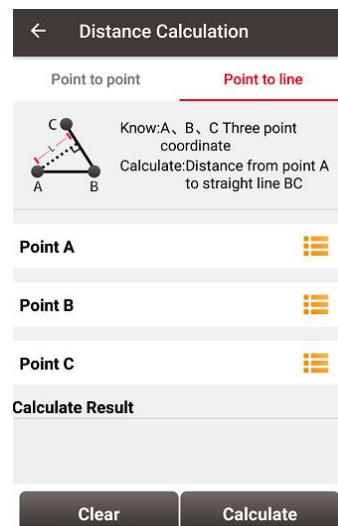 ← Distance Calculation
Point to point Point to line
C
L
A B
Know:A、B、C Three point
coordinate
Calculate:Distance from point A
to straight line BC
Point A
Point B
Point C
Calculate Result
Clear Calculate